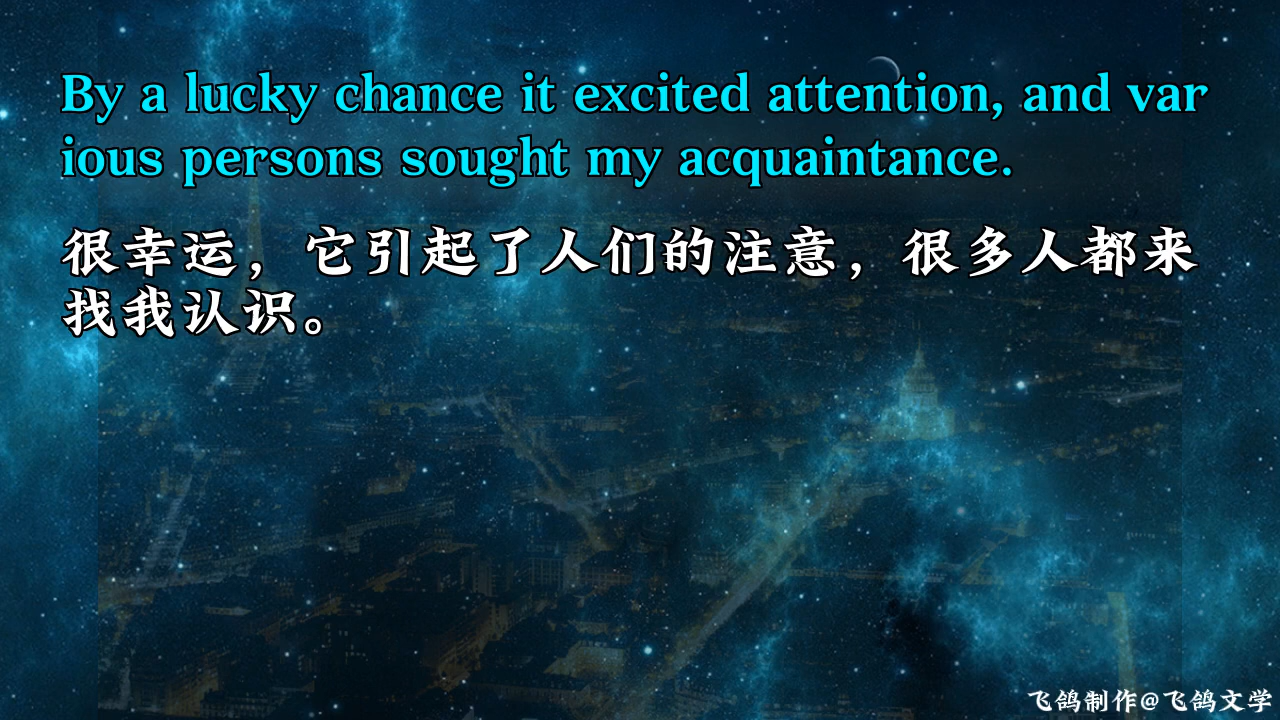 By a lucky chance it excited attention, and var
ious persons sought my acquaintance.
很幸运，它引起了人们的注意，很多人都来
找我认识。
飞鸽制作@飞鸽文学